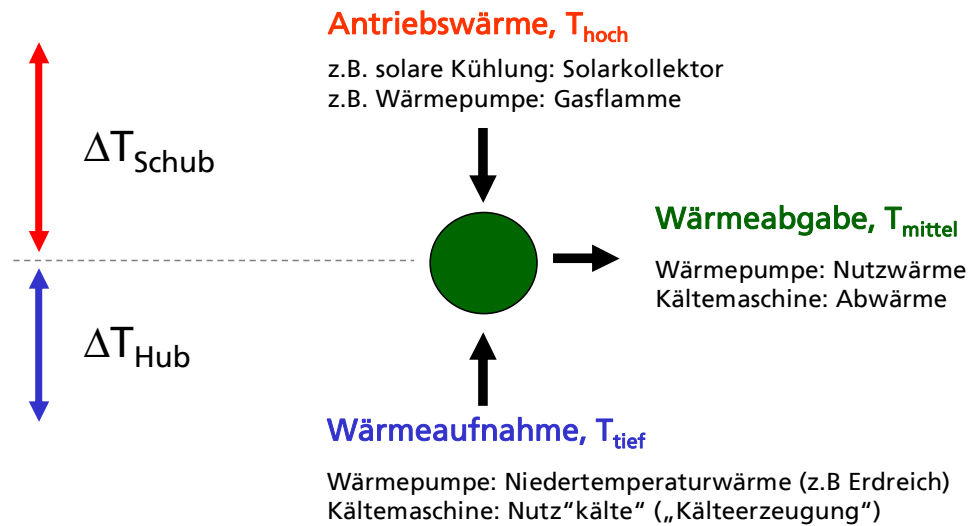 Antriebswärme, Thoch
z.B. solare Kühlung: Solarkollektor
z.B. Wärmepumpe: Gasflamme
ΔTSchub
Wärmeabgabe, Tmittel
Wärmepumpe: Nutzwärme
Kältemaschine: Abwärme
ΔTHub
Wärmeaufnahme, Ttief
Wärmepumpe: Niedertemperaturwärme (z.B Erdreich)
Kältemaschine: Nutz“kälte“ („Kälteerzeugung“)